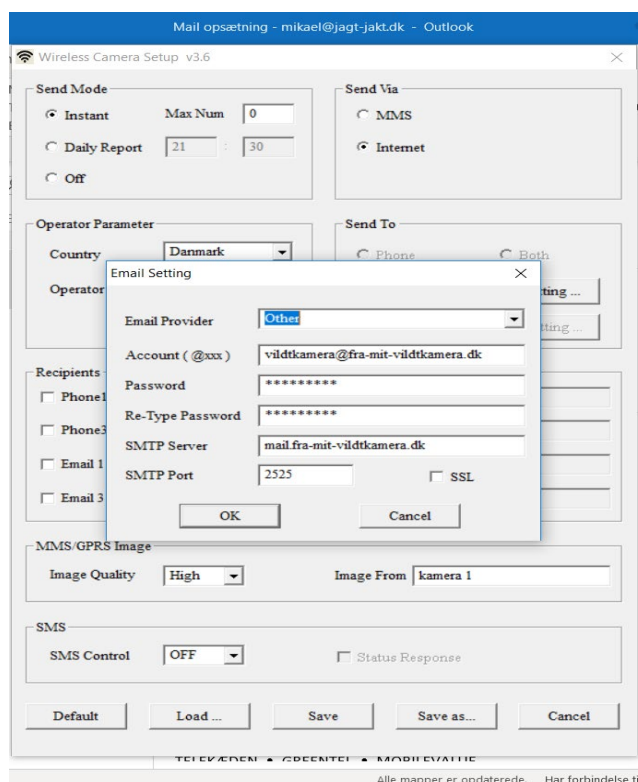 Mail opsætning - mikael@jagt-jakt.dk - Outlook
Wireless Camera Setup v3.6
Send Mode
Instant Max Num 0
Daily Report 21 : 30
Off
Send Via
MMS
Internet
Operator Parameter
Country Danmark
Operator
Send To
Phone Both
tting ...
tting ...
Email Setting
Email Provider Other
Account ( @xxx ) vildtkamera@fra-mit-vildtkamera.dk
Password *********
Re-Type Password *********
SMTP Server mail.fra-mit-vildtkamera.dk
SMTP Port 2525 SSL
OK Cancel
Recipients
Phone1
Phone3
Email 1
Email 3
MMS/GPRS Image
Image Quality High Image From kamera 1
SMS
SMS Control OFF Status Response
Default Load ... Save Save as... Cancel
TELEKÆDEN • GREENTEL • MOBILEVALUE
Alle mapper er opdaterede. Har forbindelse ti